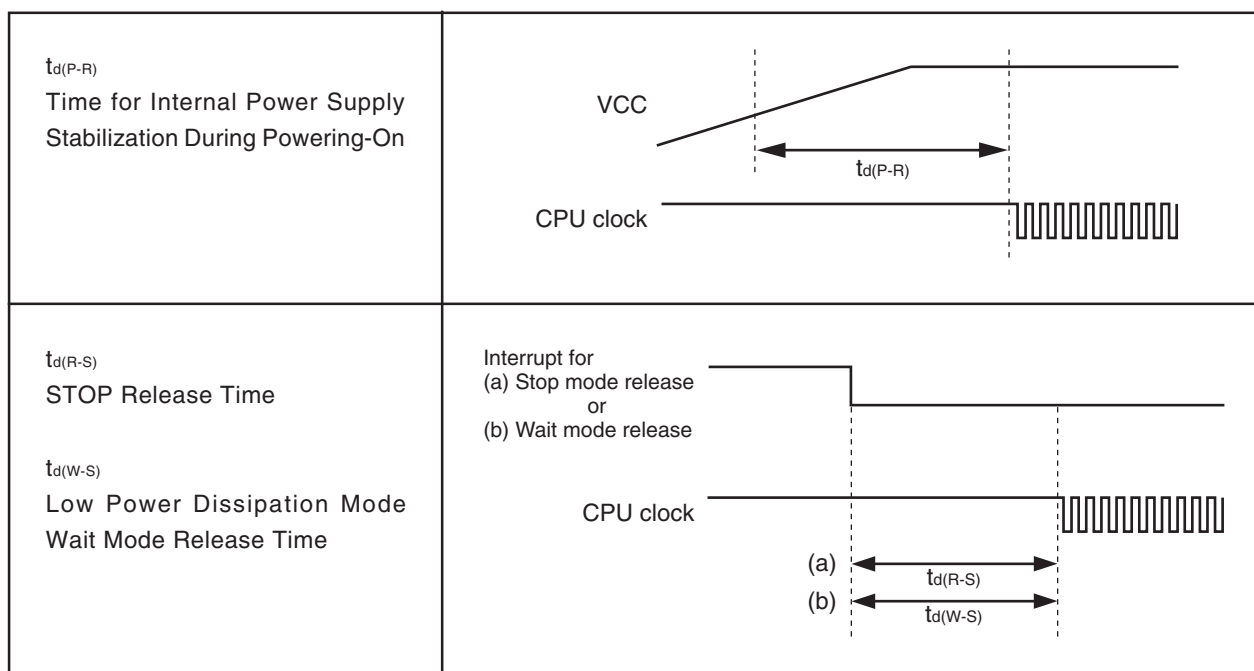 td(P-R)
Time for Internal Power Supply
Stabilization During Powering-On
VCC
td(P-R)
CPU clock
td(R-S)
STOP Release Time
td(W-S)
Low Power Dissipation Mode
Wait Mode Release Time
Interrupt for
(a) Stop mode release
or
(b) Wait mode release
CPU clock
(a)
td(R-S)
(b)
td(W-S)